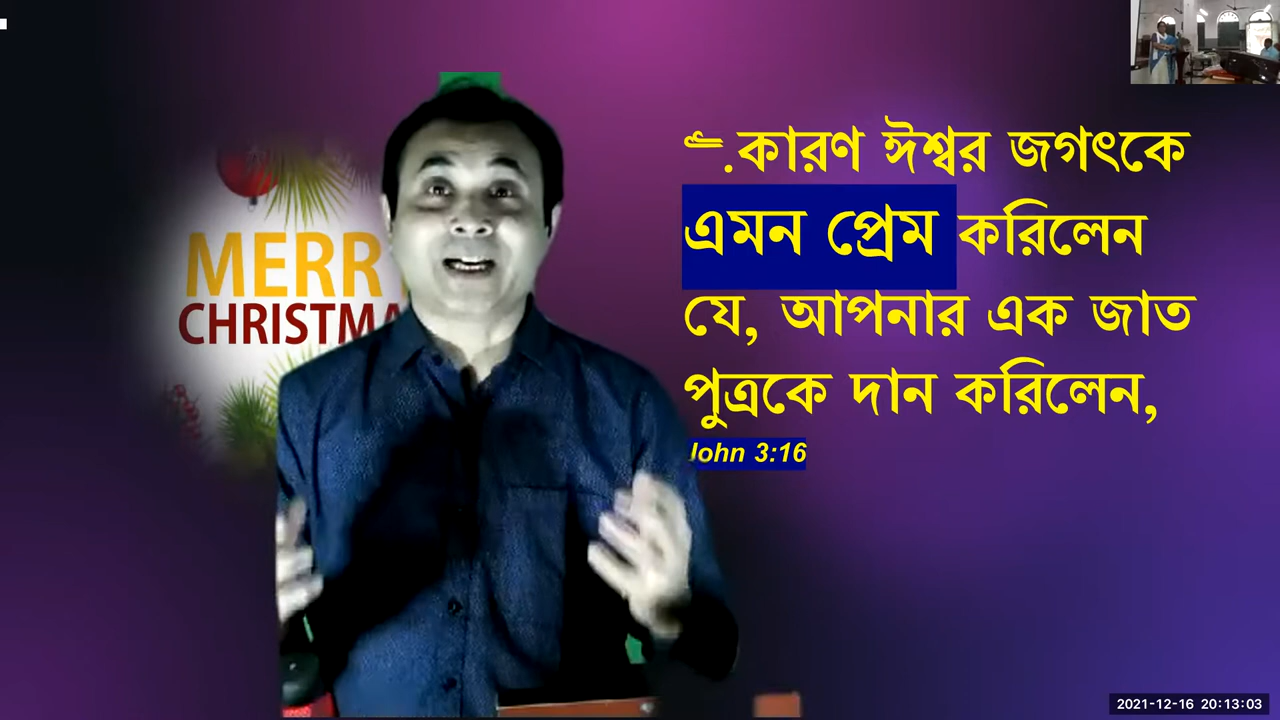 MERR
CHRISTMA
কারণ ঈশ্বর জগৎকে
এমন প্রেম করিলেন
যে, আপনার এক জাত
পুত্রকে দান করিলেন,
John 3:16
2021-12-16 20:13:03